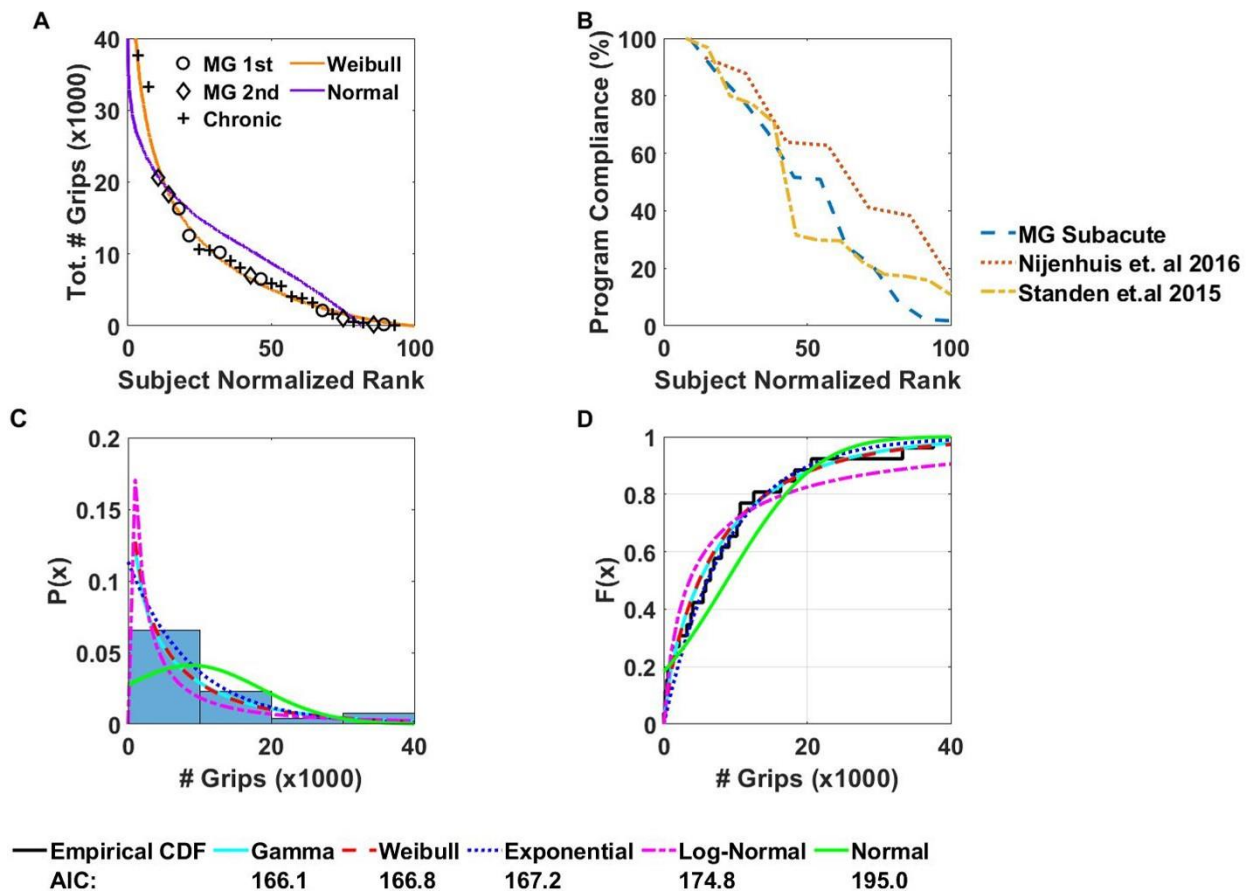 A
Tot. # Grips (x1000)
40
30
20
10
0
0 50 100
Subject Normalized Rank
MG 1st
MG 2nd
Chronic
Weibull
Normal
B
Program Compliance (%)
100
80
60
40
20
0
0 50 100
Subject Normalized Rank
MG Subacute
Nijenhuis et. al 2016
Standen et.al 2015
C
P(x)
0.2
0.15
0.1
0.05
0
0 20 40
# Grips (x1000)
D
F(x)
1
0.8
0.6
0.4
0.2
0
0 20 40
# Grips (x1000)
Empirical CDF Gamma Weibull Exponential Log-Normal Normal
AIC: 166.1 166.8 167.2 174.8 195.0